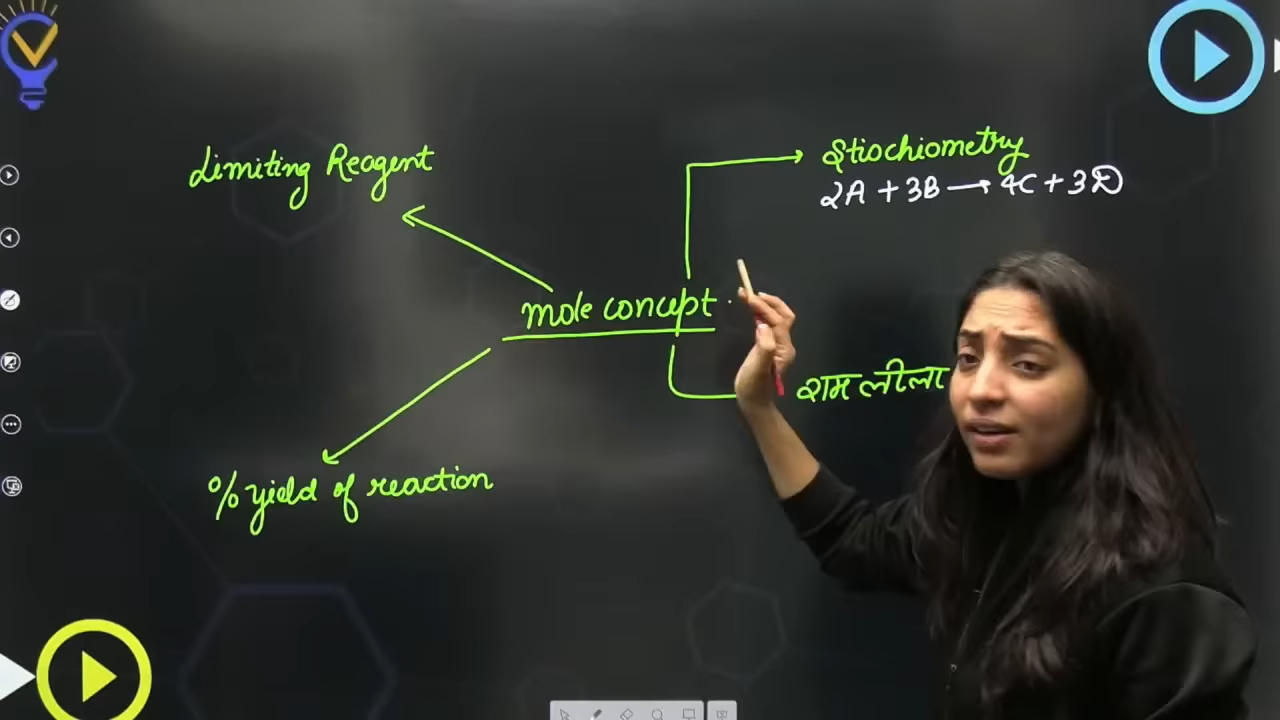 Limiting Reagent
Stiochiometry
2A + 3B → 4C + 3D
mole concept
राम लीला
% yield of reaction